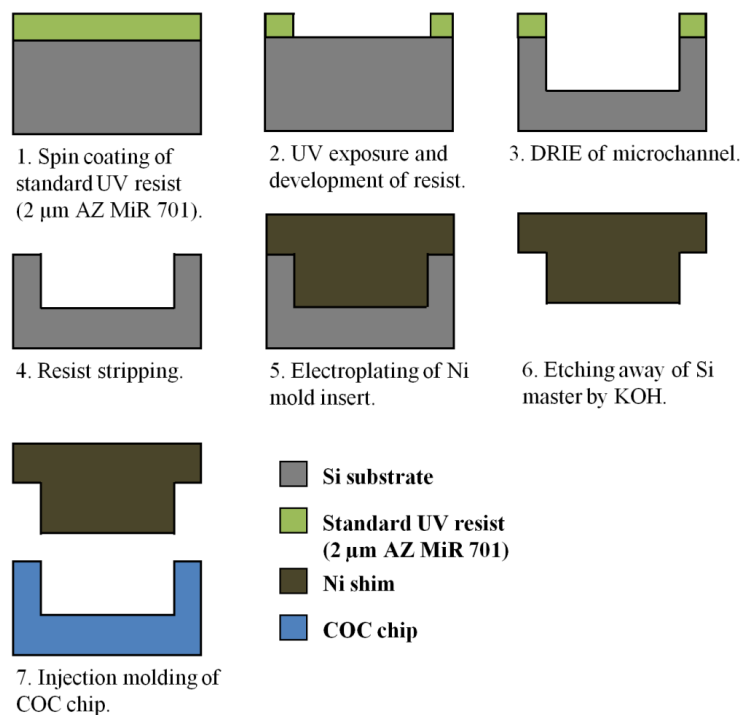 1. Spin coating of
standard UV resist
(2 µm AZ MiR 701).
2. UV exposure and
development of resist.
3. DRIE of microchannel.
4. Resist stripping.
5. Electroplating of Ni
mold insert.
6. Etching away of Si
master by KOH.
7. Injection molding of
COC chip.
Si substrate
Standard UV resist
(2 µm AZ MiR 701)
Ni shim
COC chip